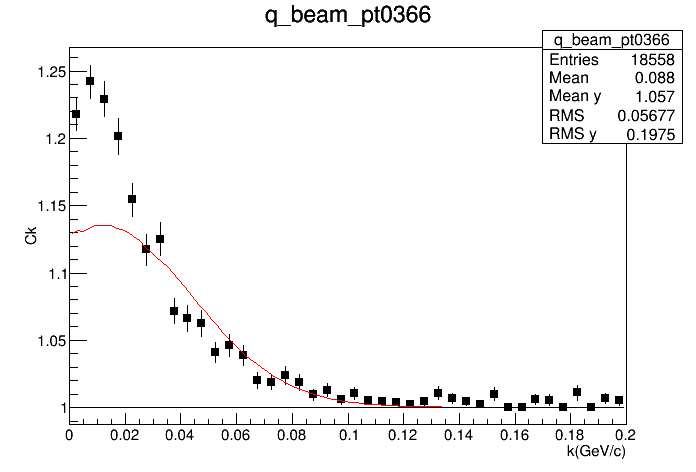 q_beam_pt0366
q_beam_pt0366
Entries 18558
Mean 0.088
Mean y 1.057
RMS 0.05677
RMS y 0.1975
1.25
1.2
1.15
Ck
1.1
1.05
1
0 0.02 0.04 0.06 0.08 0.1 0.12 0.14 0.16 0.18 0.2
k(GeV/c)